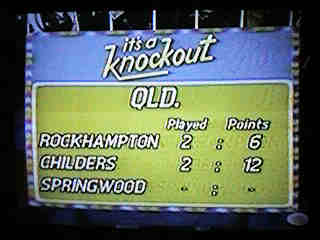 it's a
Knockout
QLD.
Played Points
ROCKHAMPTON 2 : 6
CHILDERS 2 : 12
SPRINGWOOD - : -